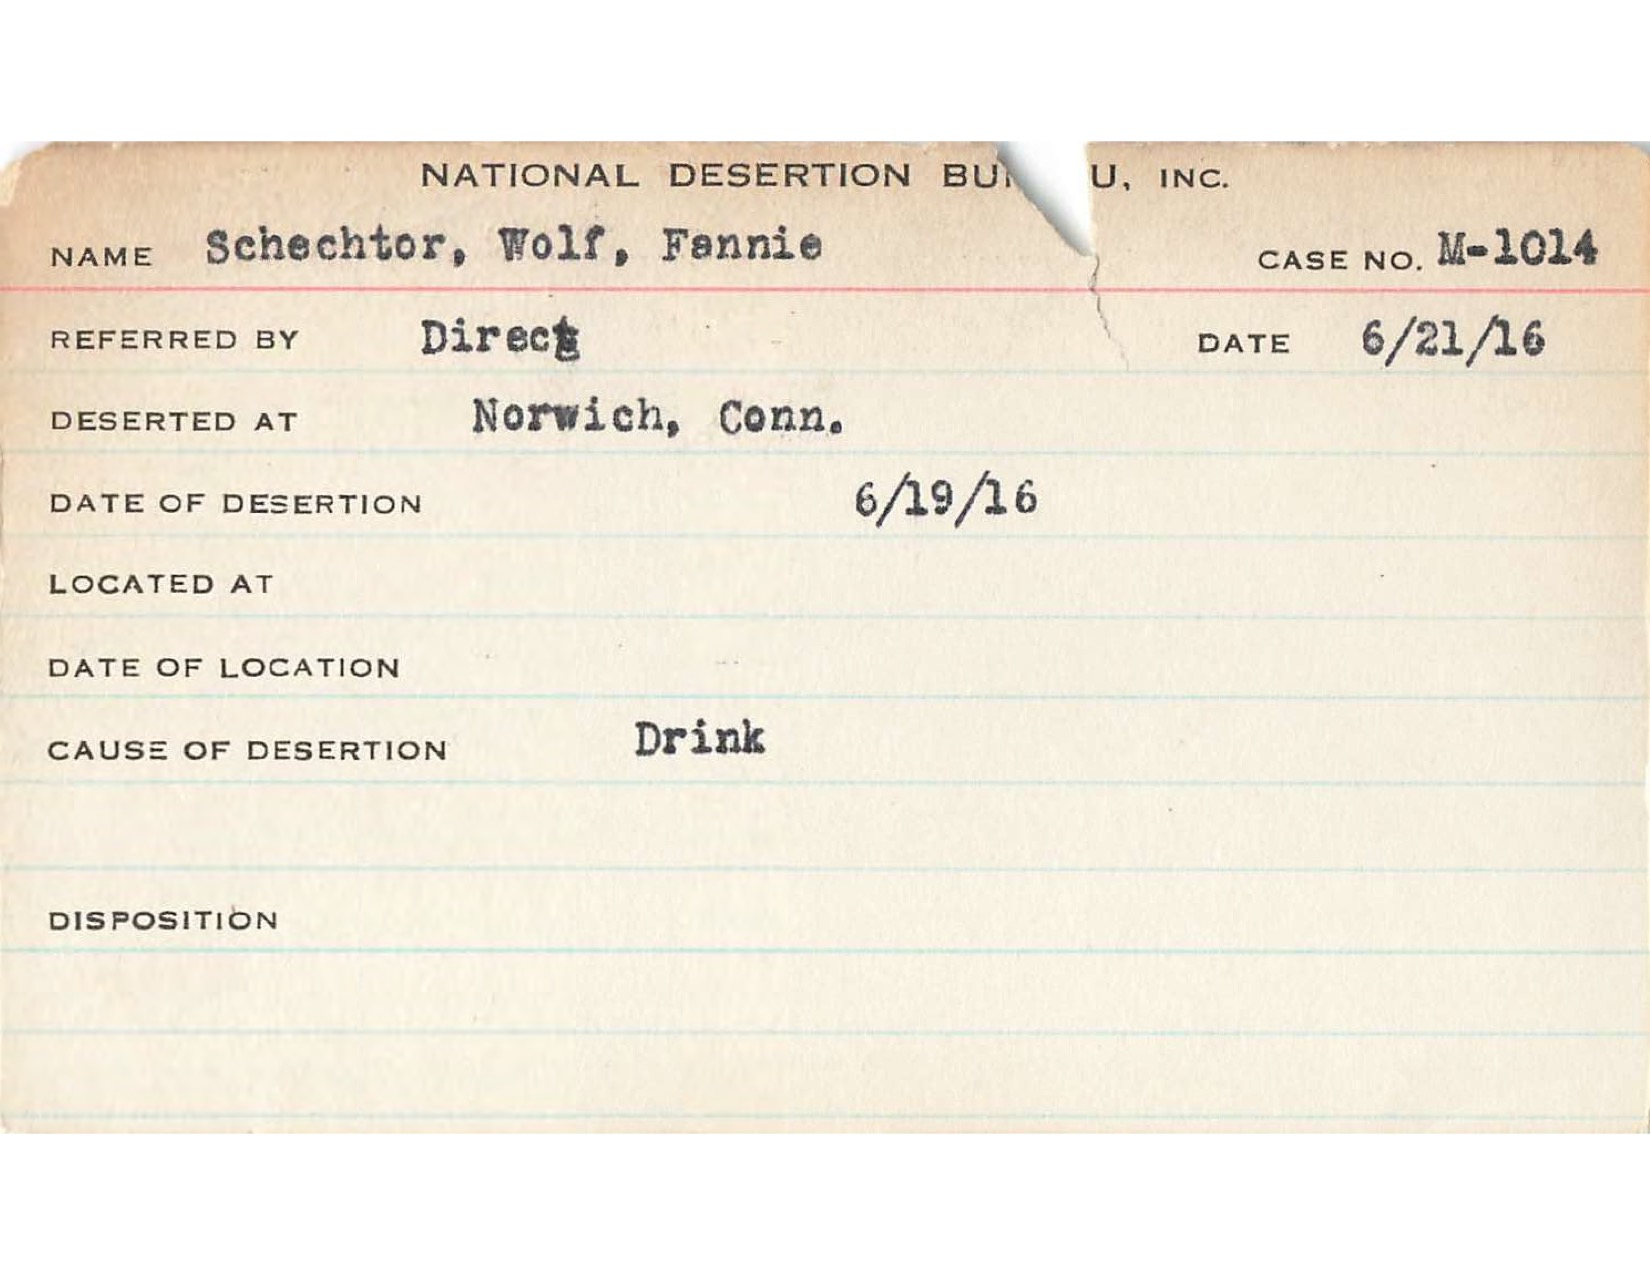 NATIONAL DESERTION BU U, INC.
NAME Schechtor, Wolf, Fannie CASE NO. M-1014
REFERRED BY Direct DATE 6/21/16
DESERTED AT Norwich, Conn.
DATE OF DESERTION 6/19/16
LOCATED AT
DATE OF LOCATION
CAUSE OF DESERTION Drink
DISPOSITION